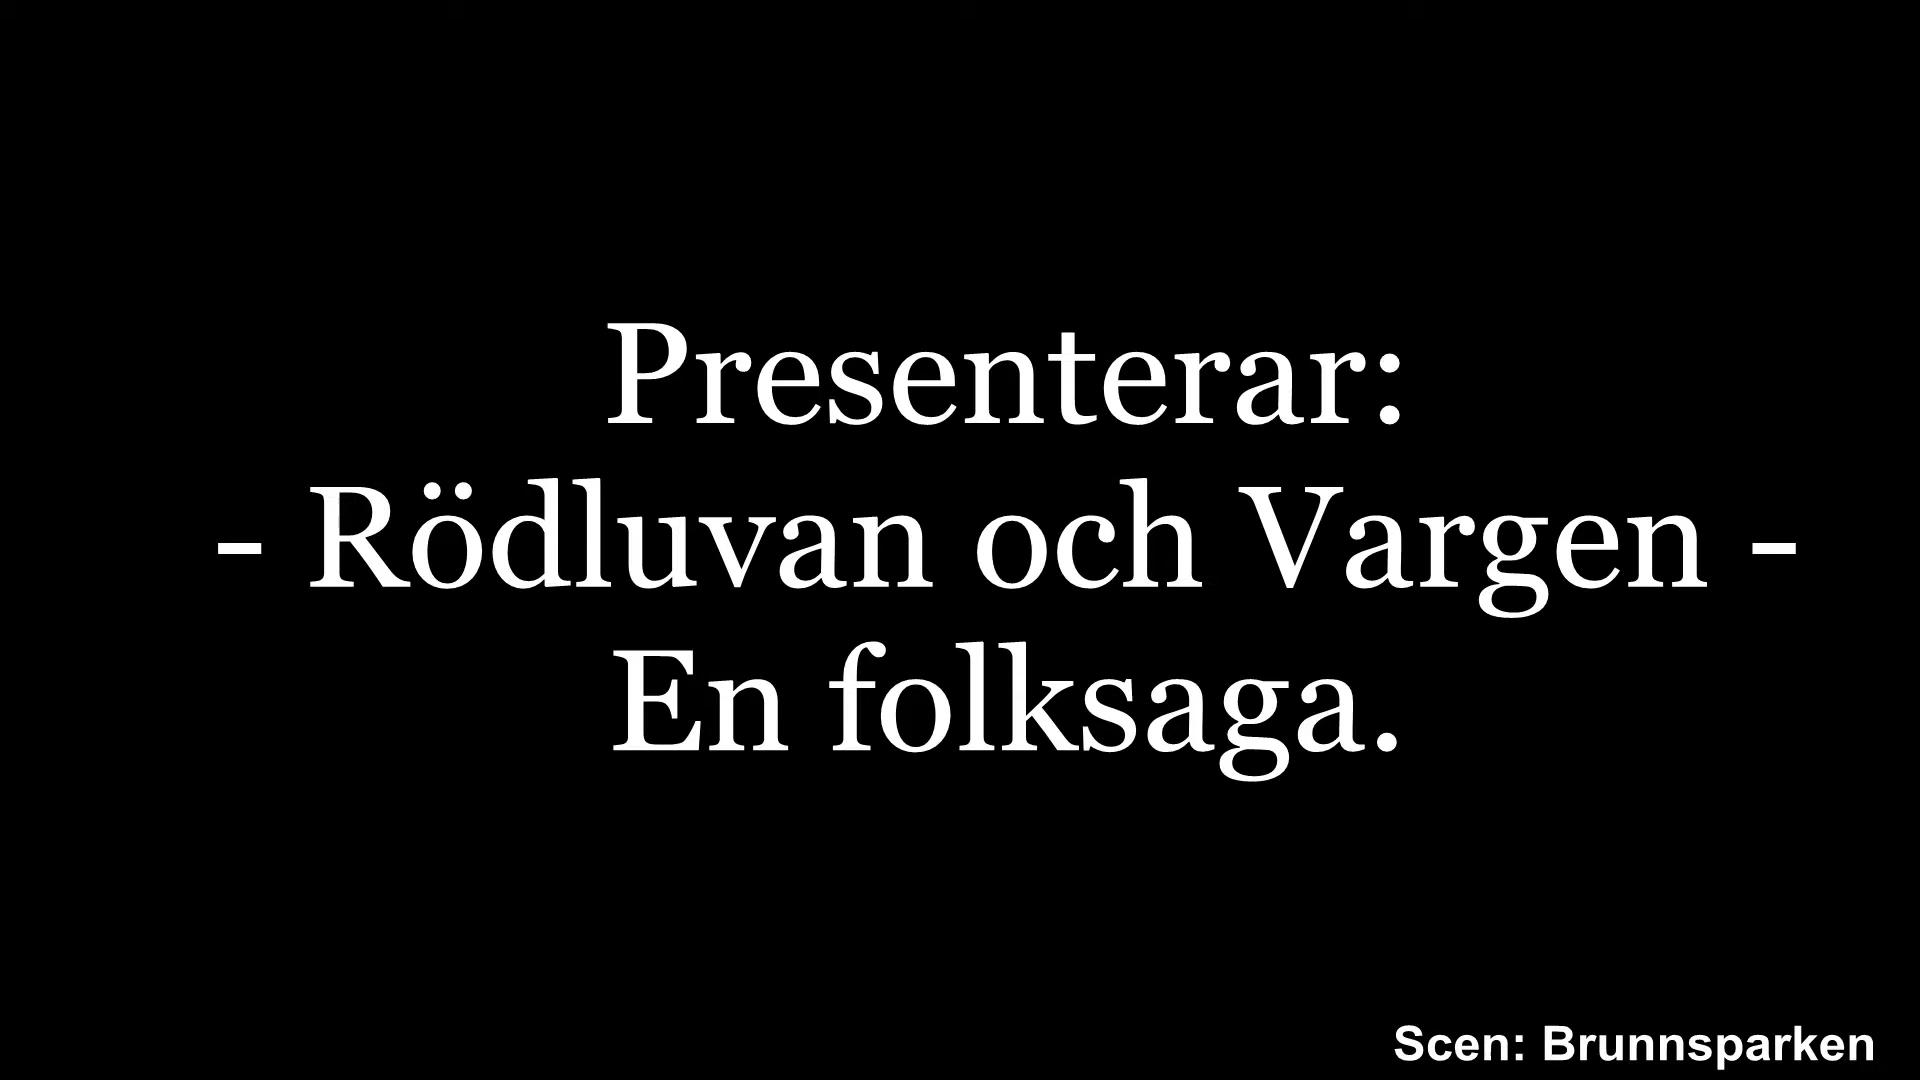 Presenterar:
- Rödluvan och Vargen -
En folksaga.
Scen: Brunnsparken